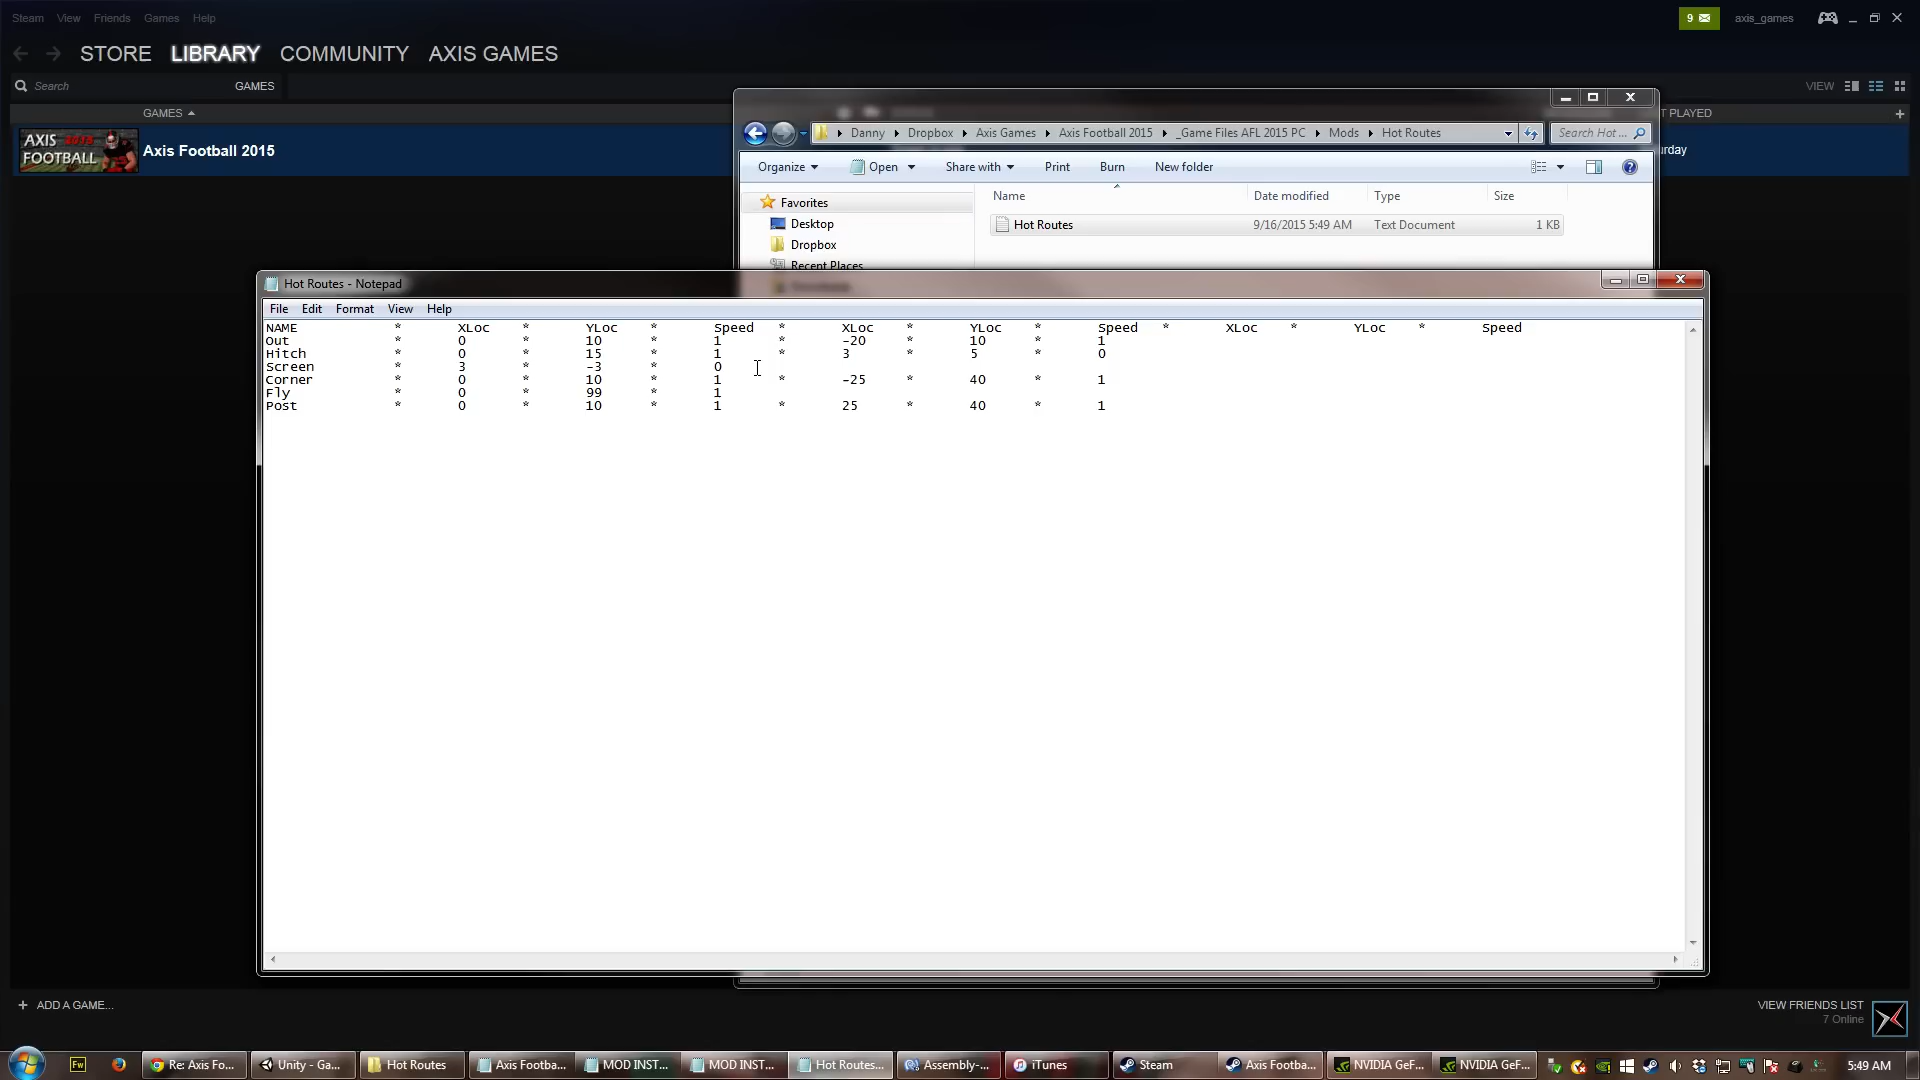 Steam View Friends Games Help
9 axis_games
STORE LIBRARY COMMUNITY AXIS GAMES
Search GAMES VIEW
GAMES T PLAYED +
AXIS 2015 FOOTBALL
Axis Football 2015
urday
Danny Dropbox Axis Games Axis Football 2015 _Game Files AFL 2015 PC Mods Hot Routes Search Hot ...
Organize Open Share with Print Burn New folder
Favorites
Desktop
Dropbox
Recent Places
Name Date modified Type Size
Hot Routes 9/16/2015 5:49 AM Text Document 1 KB
Hot Routes - Notepad
File Edit Format View Help
NAME * XLoc * YLoc * Speed * XLoc * YLoc * Speed * XLoc * YLoc * Speed
Out * 0 * 10 * 1 * -20 * 10 * 1
Hitch * 0 * 15 * 1 * 3 * 5 * 0
Screen * 3 * -3 * 0
Corner * 0 * 10 * 1 * -25 * 40 * 1
Fly * 0 * 99 * 1
Post * 0 * 10 * 1 * 25 * 40 * 1
+ ADD A GAME...
VIEW FRIENDS LIST
7 Online
Fw Re: Axis Fo... Unity - Ga... Hot Routes Axis Footba... MOD INST... MOD INST... Hot Routes... Assembly-... iTunes Steam Axis Footba... NVIDIA GeF... NVIDIA GeF... 5:49 AM